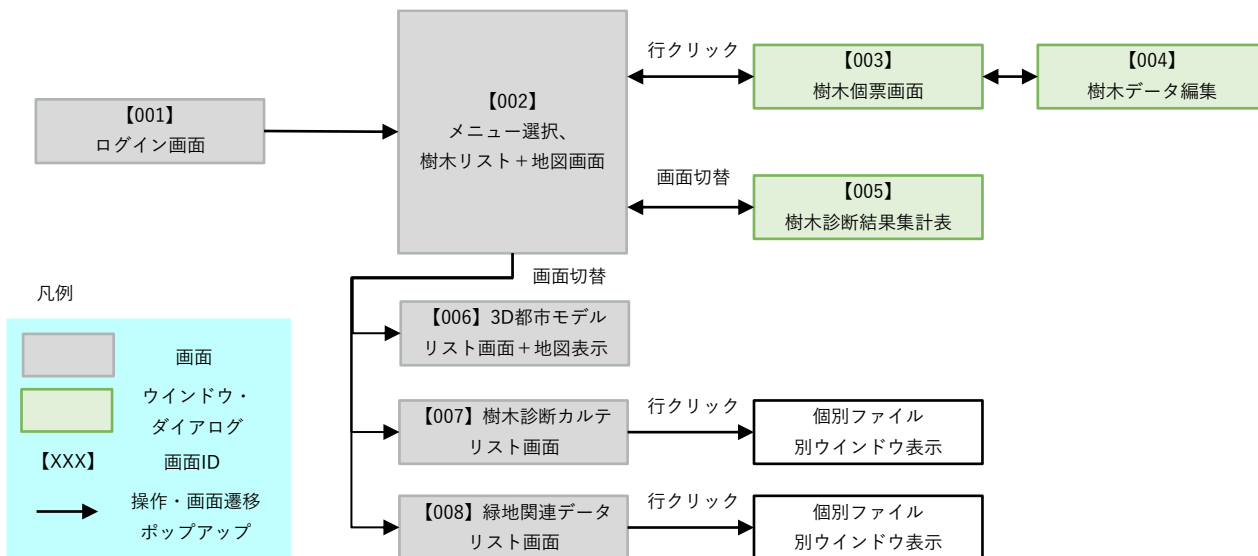 【001】
ログイン画面
【002】
メニュー選択、
樹木リスト＋地図画面
行クリック
【003】
樹木個票画面
【004】
樹木データ編集
画面切替
【005】
樹木診断結果集計表
画面切替
【006】3D都市モデル
リスト画面＋地図表示
【007】樹木診断カルテ
リスト画面
行クリック
個別ファイル
別ウインドウ表示
【008】緑地関連データ
リスト画面
行クリック
個別ファイル
別ウインドウ表示
凡例
画面
ウインドウ・
ダイアログ
【XXX】
画面ID
操作・画面遷移
ポップアップ